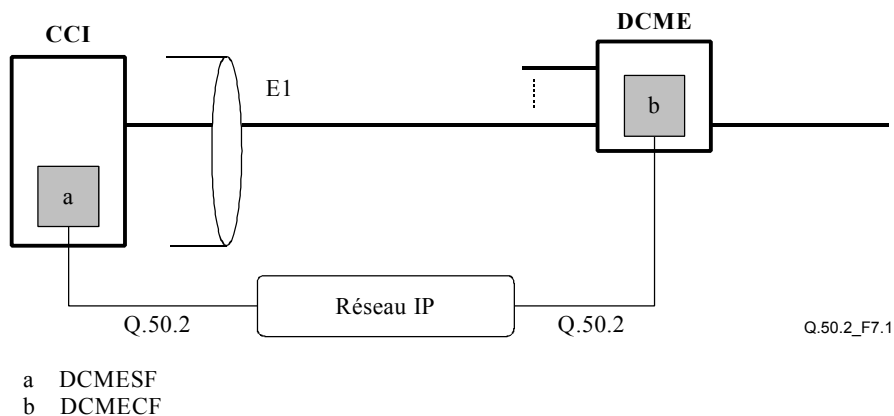 CCI
DCME
E1
b
a
Réseau IP
Q.50.2
Q.50.2
Q.50.2_F7.1
a DCMESF
b DCMECF